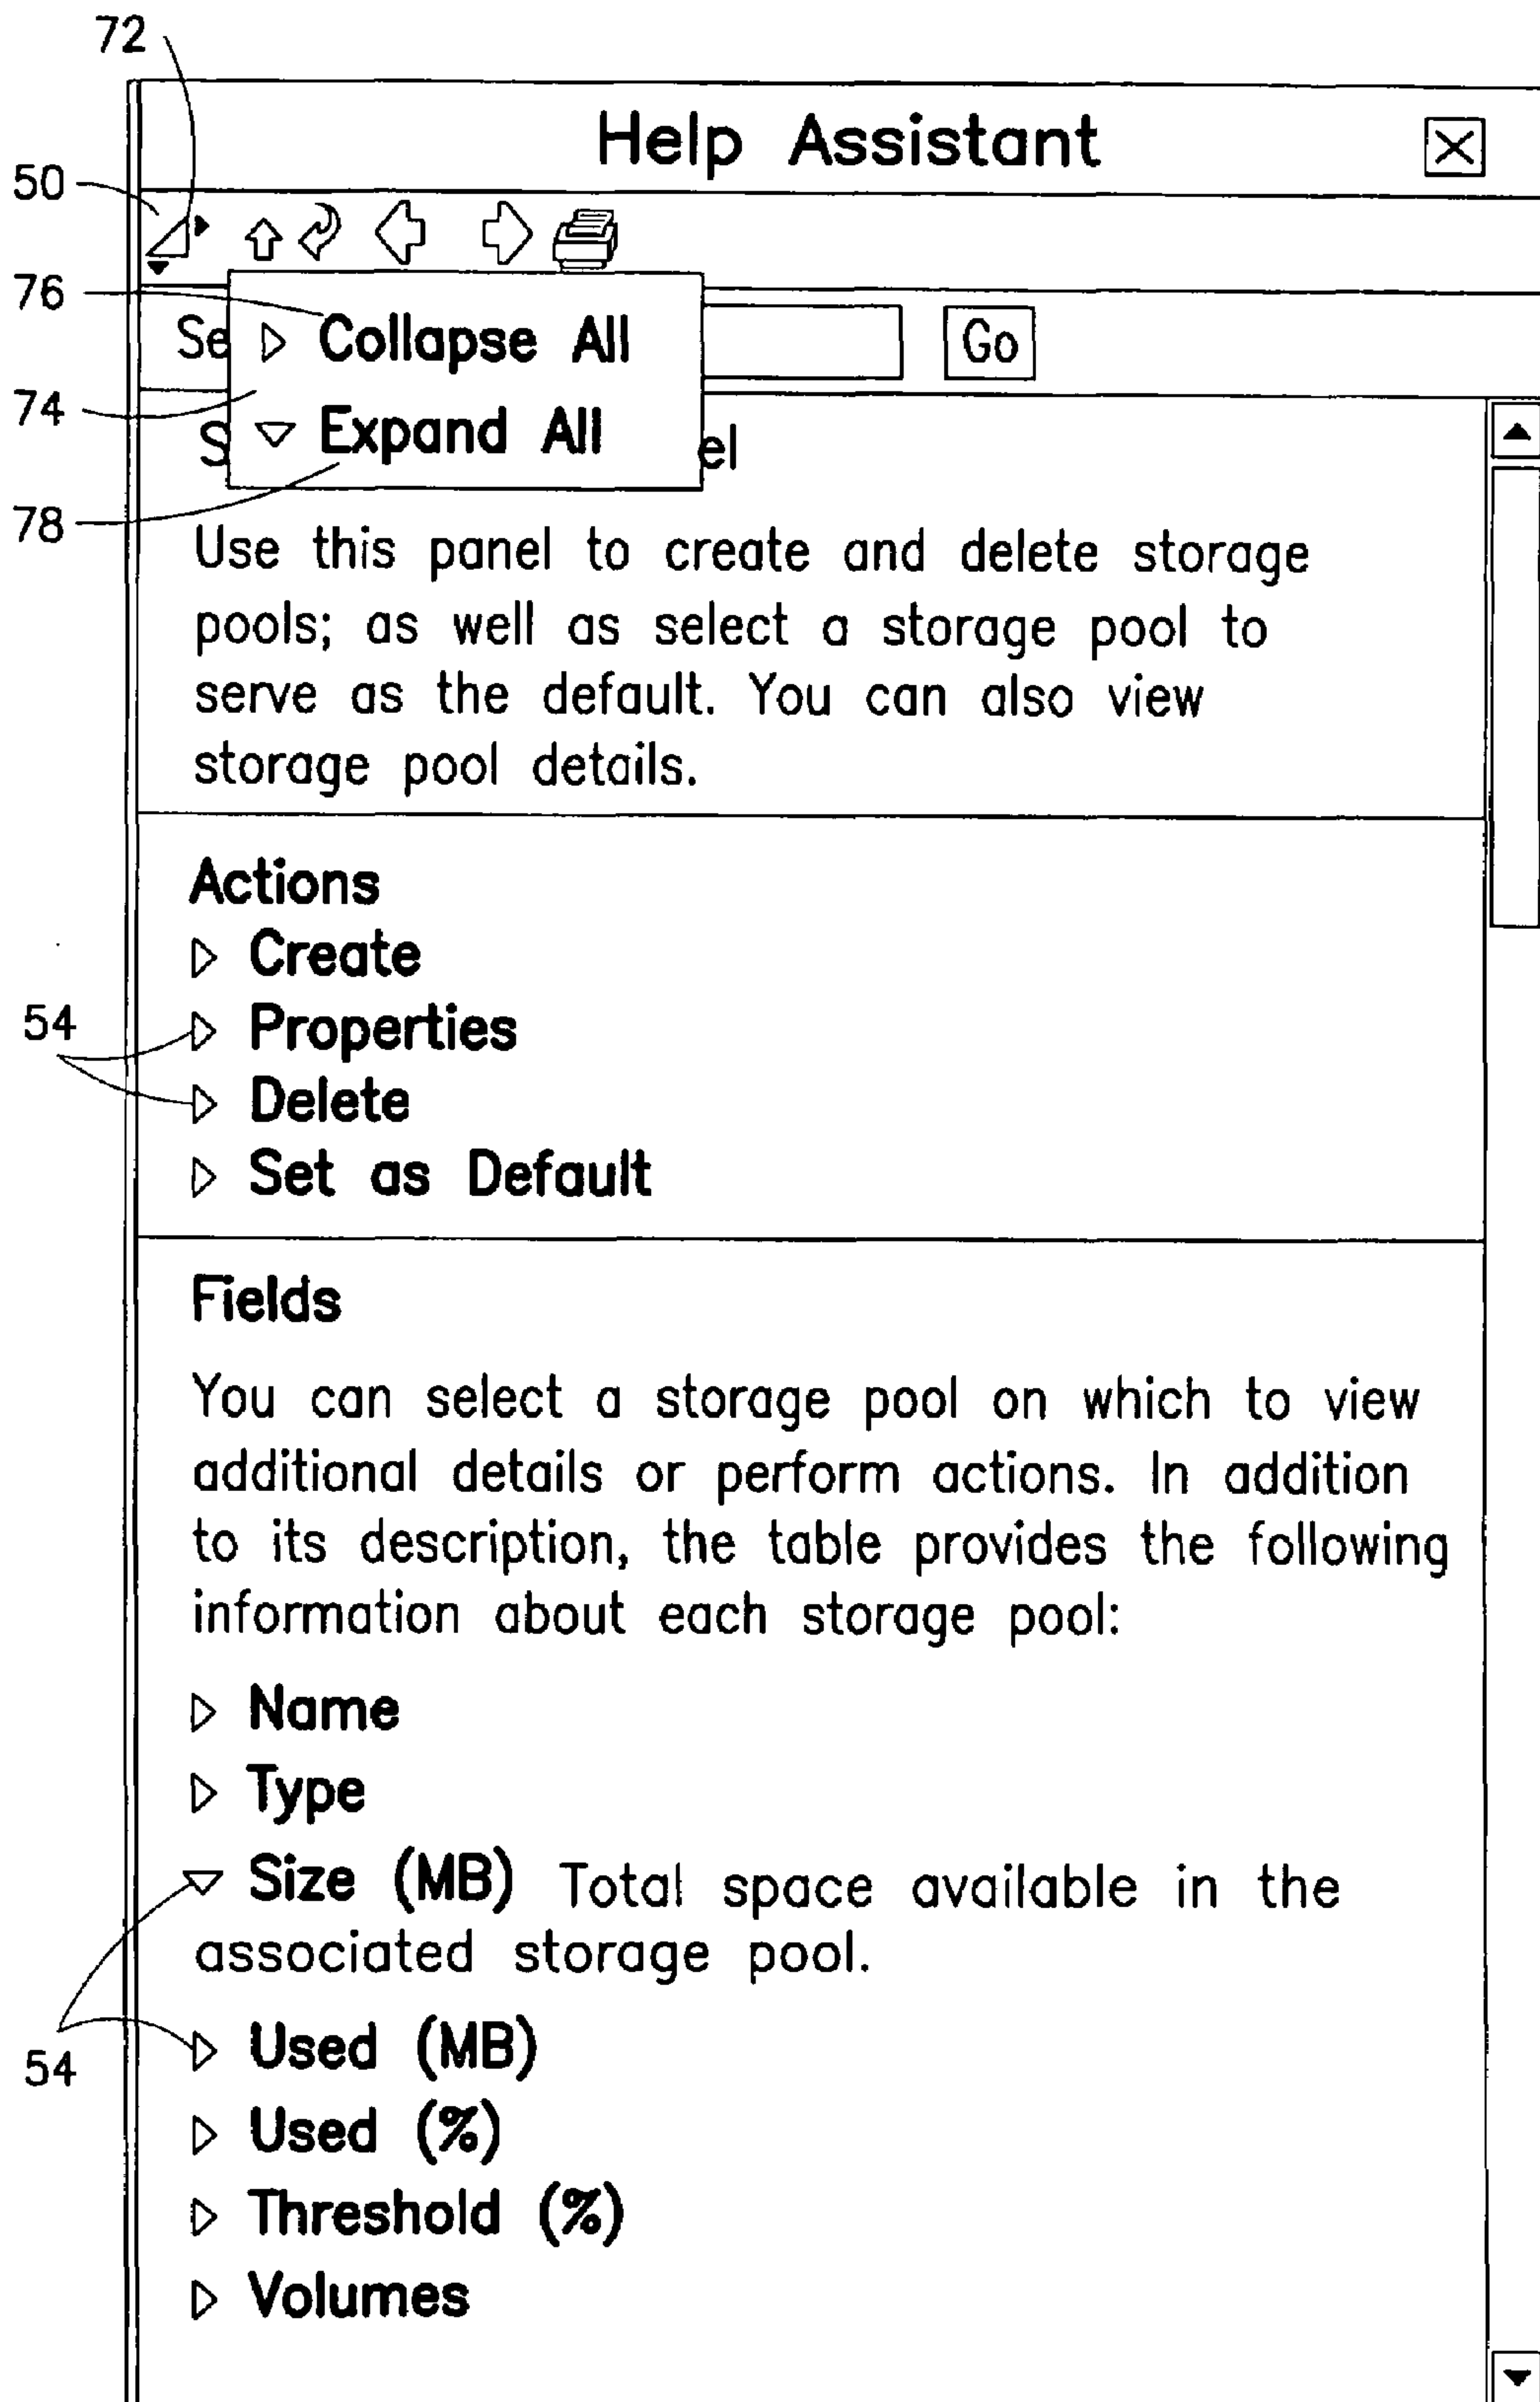 72
Help Assistant
50
76
Collapse All
Se
Go
74
Expand All
S el
78
Use this panel to create and delete storage
pools; as well as select a storage pool to
serve as the default. You can also view
storage pool details.
Actions
Create
54
Properties
Delete
Set as Default
Fields
You can select a storage pool on which to view
additional details or perform actions. In addition
to its description, the table provides the following
information about each storage pool:
Name
Type
Size (MB) Total space available in the
associated storage pool.
Used (MB)
54
Used (%)
Threshold (%)
Volumes